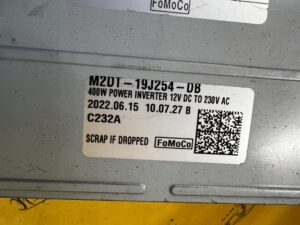 FoMoCo
M2DT-19J254-DB
400W POWER INVERTER 12V DC TO 230V AC
2022.06.15 10.07.27 B
C232A
SCRAP IF DROPPED FoMoCo